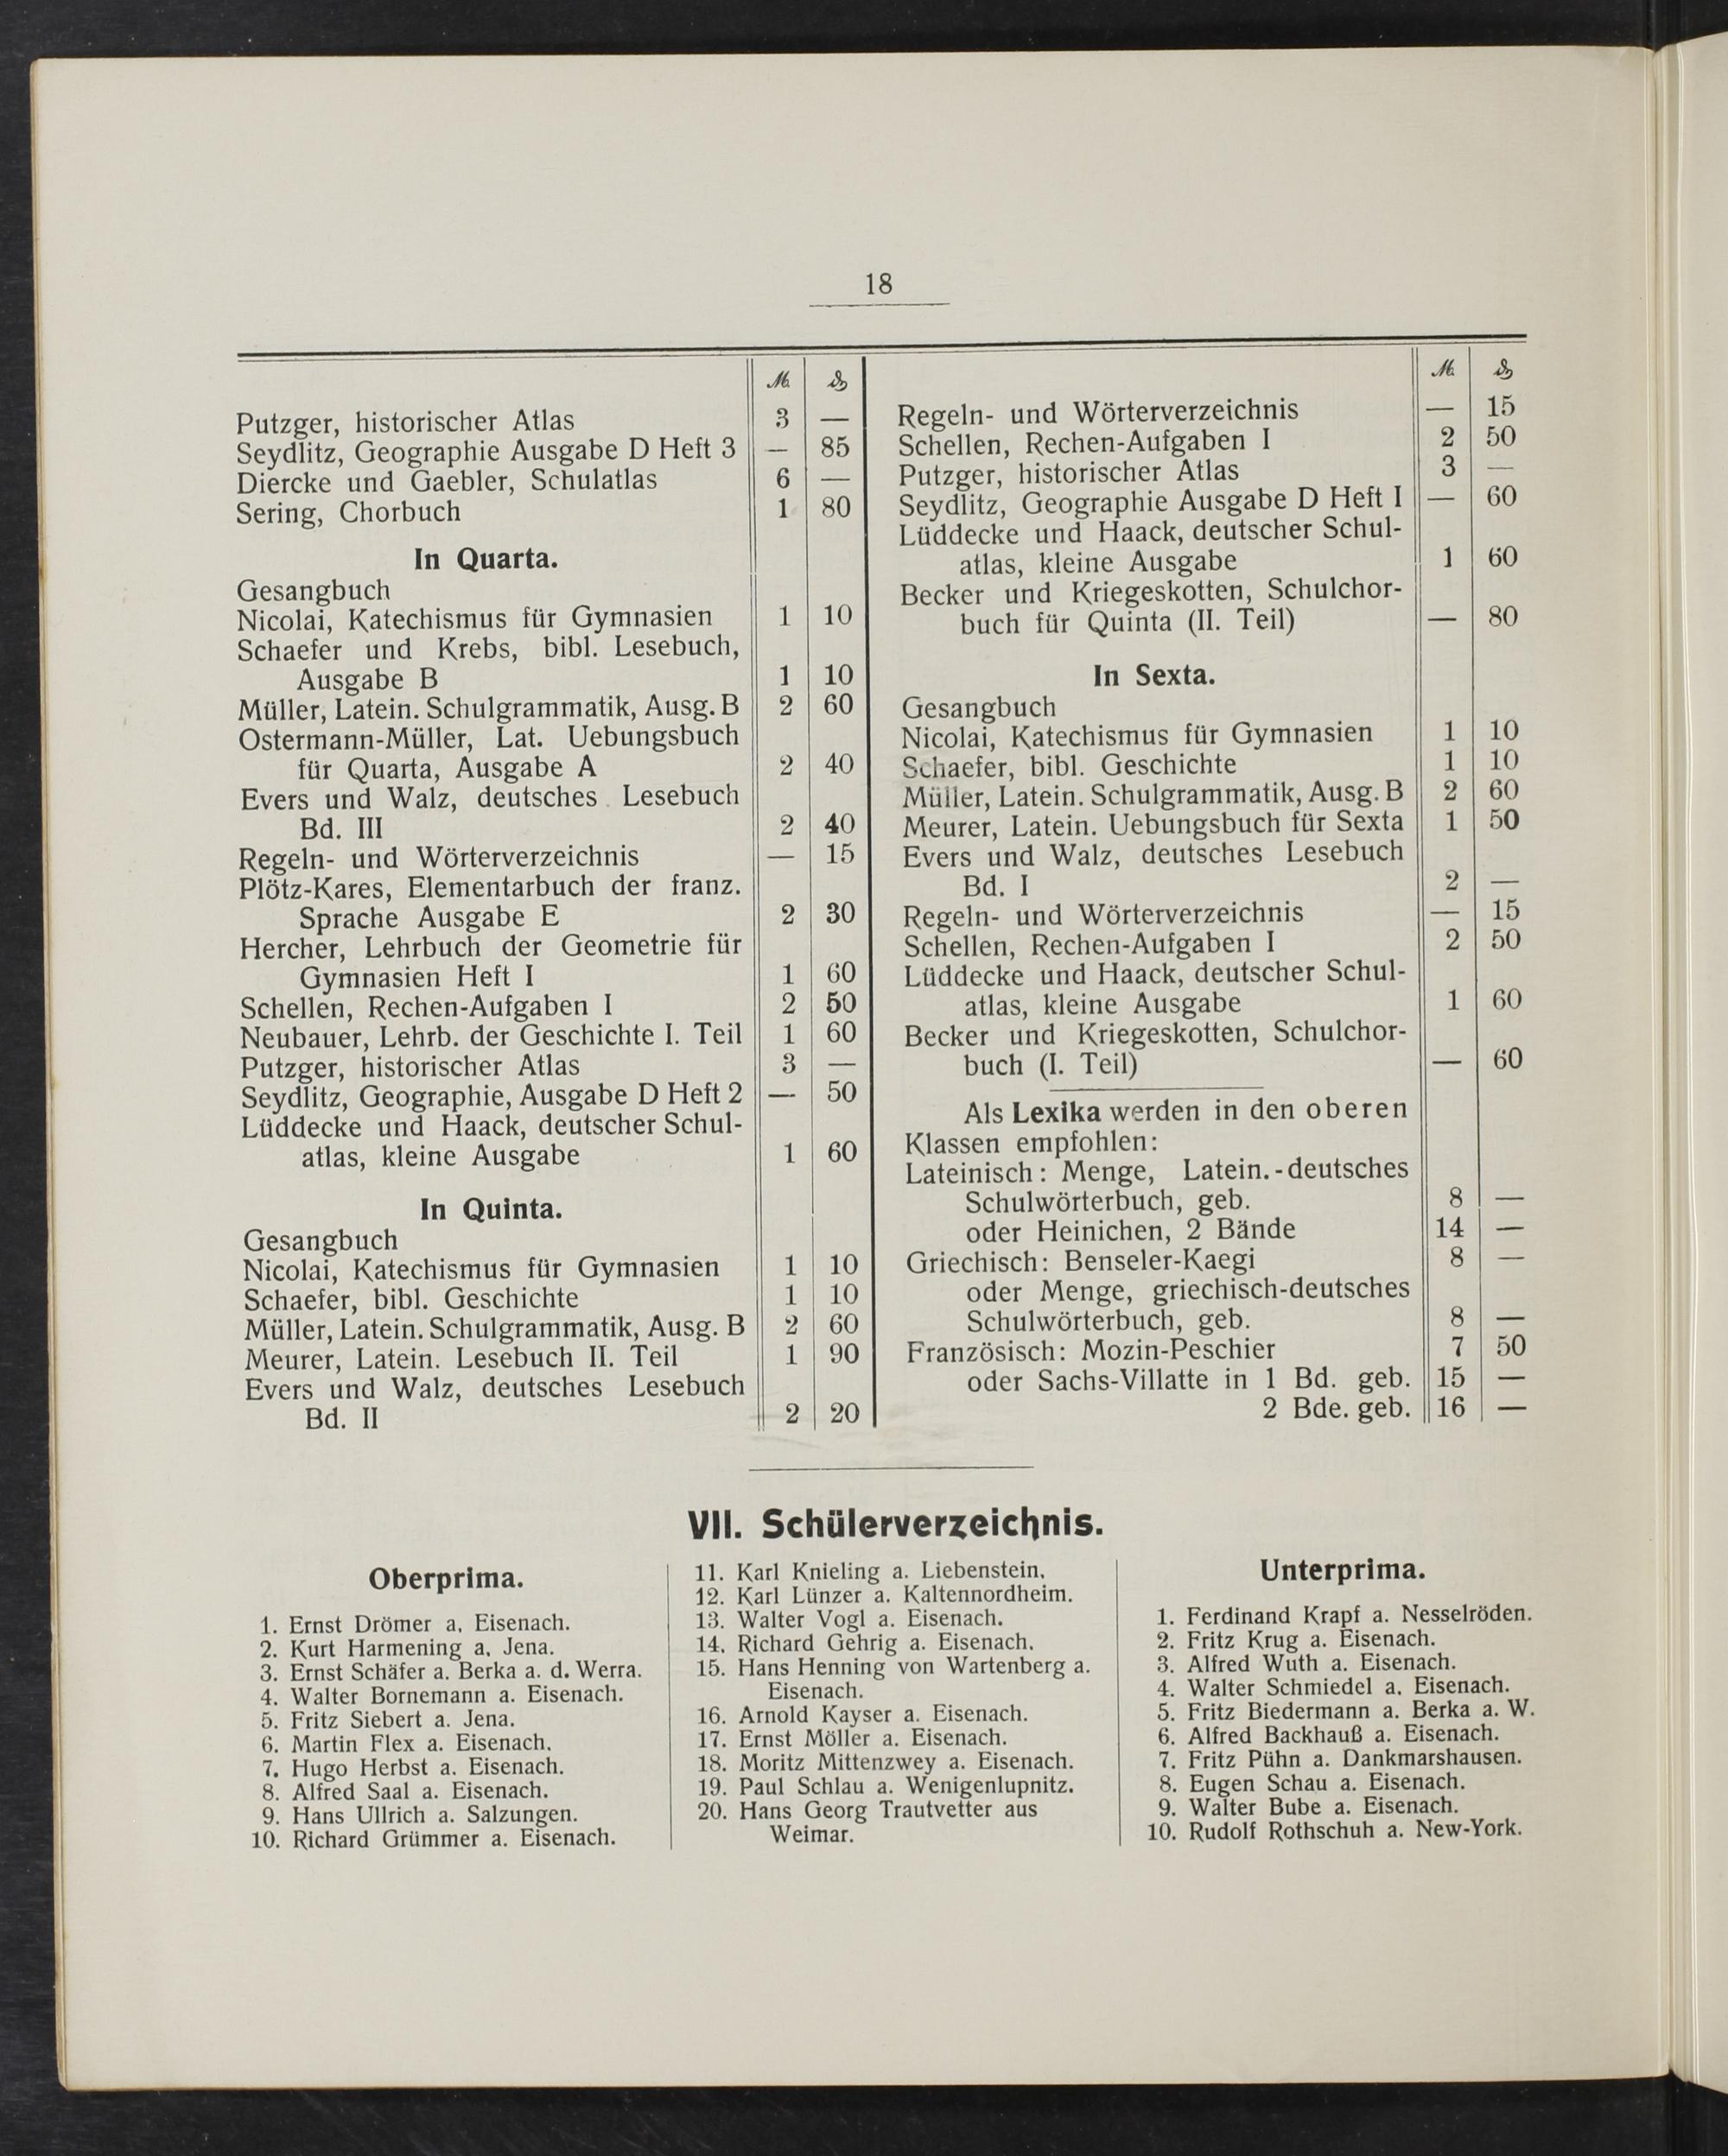 18
ℳ ₰
Putzger, historischer Atlas 3 —
Seydlitz, Geographie Ausgabe D Heft 3 — 85
Diercke und Gaebler, Schulatlas 6 —
Sering, Chorbuch 1 80
In Quarta.
Gesangbuch
Nicolai, Katechismus für Gymnasien 1 10
Schaefer und Krebs, bibl. Lesebuch,
Ausgabe B 1 10
Müller, Latein. Schulgrammatik, Ausg. B 2 60
Ostermann-Müller, Lat. Uebungsbuch
für Quarta, Ausgabe A 2 40
Evers und Walz, deutsches Lesebuch
Bd. III 2 40
Regeln- und Wörterverzeichnis — 15
Plötz-Kares, Elementarbuch der franz.
Sprache Ausgabe E 2 30
Hercher, Lehrbuch der Geometrie für
Gymnasien Heft I 1 60
Schellen, Rechen-Aufgaben I 2 50
Neubauer, Lehrb. der Geschichte I. Teil 1 60
Putzger, historischer Atlas 3 —
Seydlitz, Geographie, Ausgabe D Heft 2 — 50
Lüddecke und Haack, deutscher Schul-
atlas, kleine Ausgabe 1 60
In Quinta.
Gesangbuch
Nicolai, Katechismus für Gymnasien 1 10
Schaefer, bibl. Geschichte 1 10
Müller, Latein. Schulgrammatik, Ausg. B 2 60
Meurer, Latein. Lesebuch II. Teil 1 90
Evers und Walz, deutsches Lesebuch
Bd. II 2 20
ℳ ₰
Regeln- und Wörterverzeichnis — 15
Schellen, Rechen-Aufgaben I 2 50
Putzger, historischer Atlas 3 —
Seydlitz, Geographie Ausgabe D Heft I — 60
Lüddecke und Haack, deutscher Schul-
atlas, kleine Ausgabe 1 60
Becker und Kriegeskotten, Schulchor-
buch für Quinta (II. Teil) — 80
In Sexta.
Gesangbuch
Nicolai, Katechismus für Gymnasien 1 10
Schaefer, bibl. Geschichte 1 10
Müller, Latein. Schulgrammatik, Ausg. B 2 60
Meurer, Latein. Uebungsbuch für Sexta 1 50
Evers und Walz, deutsches Lesebuch
Bd. I 2 —
Regeln- und Wörterverzeichnis — 15
Schellen, Rechen-Aufgaben I 2 50
Lüddecke und Haack, deutscher Schul-
atlas, kleine Ausgabe 1 60
Becker und Kriegeskotten, Schulchor-
buch (I. Teil) — 60
Als Lexika werden in den oberen
Klassen empfohlen:
Lateinisch: Menge, Latein.-deutsches
Schulwörterbuch, geb. 8 —
oder Heinichen, 2 Bände 14 —
Griechisch: Benseler-Kaegi 8 —
oder Menge, griechisch-deutsches
Schulwörterbuch, geb. 8 —
Französisch: Mozin-Peschier 7 50
oder Sachs-Villatte in 1 Bd. geb. 15 —
2 Bde. geb. 16 —
VII. Schülerverzeichnis.
Oberprima.
1. Ernst Drömer a. Eisenach.
2. Kurt Harmening a. Jena.
3. Ernst Schäfer a. Berka a. d. Werra.
4. Walter Bornemann a. Eisenach.
5. Fritz Siebert a. Jena.
6. Martin Flex a. Eisenach.
7. Hugo Herbst a. Eisenach.
8. Alfred Saal a. Eisenach.
9. Hans Ullrich a. Salzungen.
10. Richard Grümmer a. Eisenach.
11. Karl Knieling a. Liebenstein.
12. Karl Lünzer a. Kaltennordheim.
13. Walter Vogl a. Eisenach.
14. Richard Gehrig a. Eisenach.
15. Hans Henning von Wartenberg a.
Eisenach.
16. Arnold Kayser a. Eisenach.
17. Ernst Möller a. Eisenach.
18. Moritz Mittenzwey a. Eisenach.
19. Paul Schlau a. Wenigenlupnitz.
20. Hans Georg Trautvetter aus
Weimar.
Unterprima.
1. Ferdinand Krapf a. Nesselröden.
2. Fritz Krug a. Eisenach.
3. Alfred Wuth a. Eisenach.
4. Walter Schmiedel a. Eisenach.
5. Fritz Biedermann a. Berka a. W.
6. Alfred Backhauß a. Eisenach.
7. Fritz Pühn a. Dankmarshausen.
8. Eugen Schau a. Eisenach.
9. Walter Bube a. Eisenach.
10. Rudolf Rothschuh a. New-York.